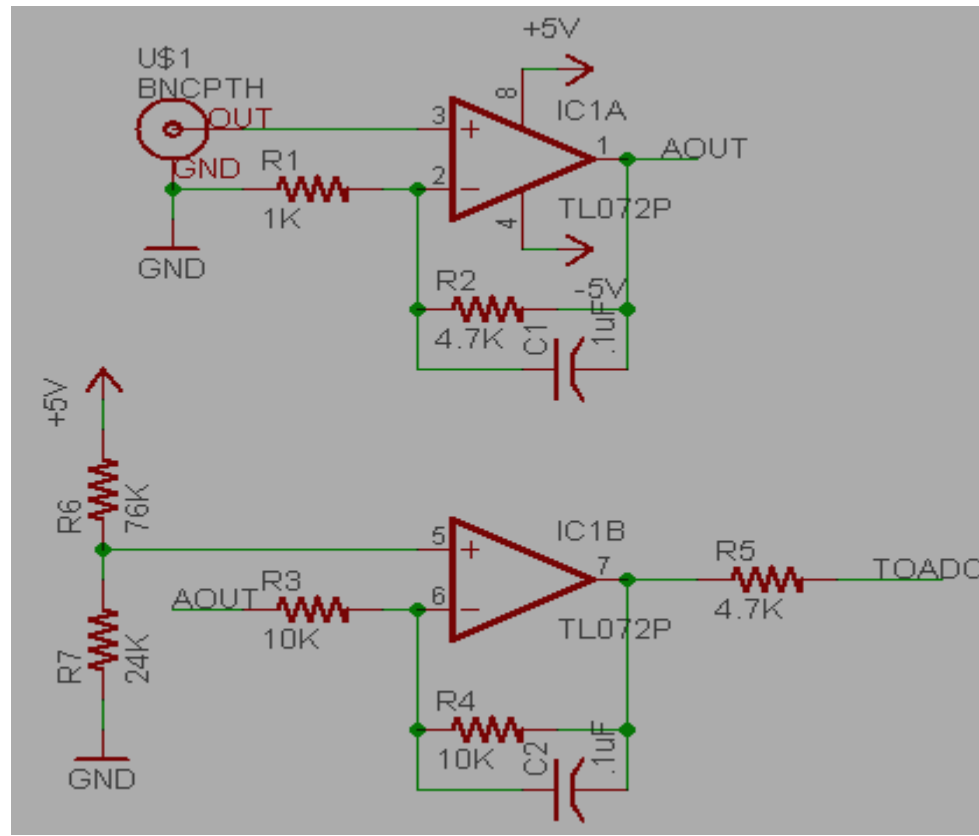 +5V
U$1
BNCPTH
OUT
GND
GND
R1
1K
3
+
2
-
8
4
1
IC1A
AOUT
TL072P
-5V
R2
4.7K
C1
.1uF
+5V
R6
76K
R7
24K
GND
AOUT
R3
10K
5
+
6
-
7
IC1B
TL072P
R5
4.7K
TOADC
R4
10K
C2
.1uF